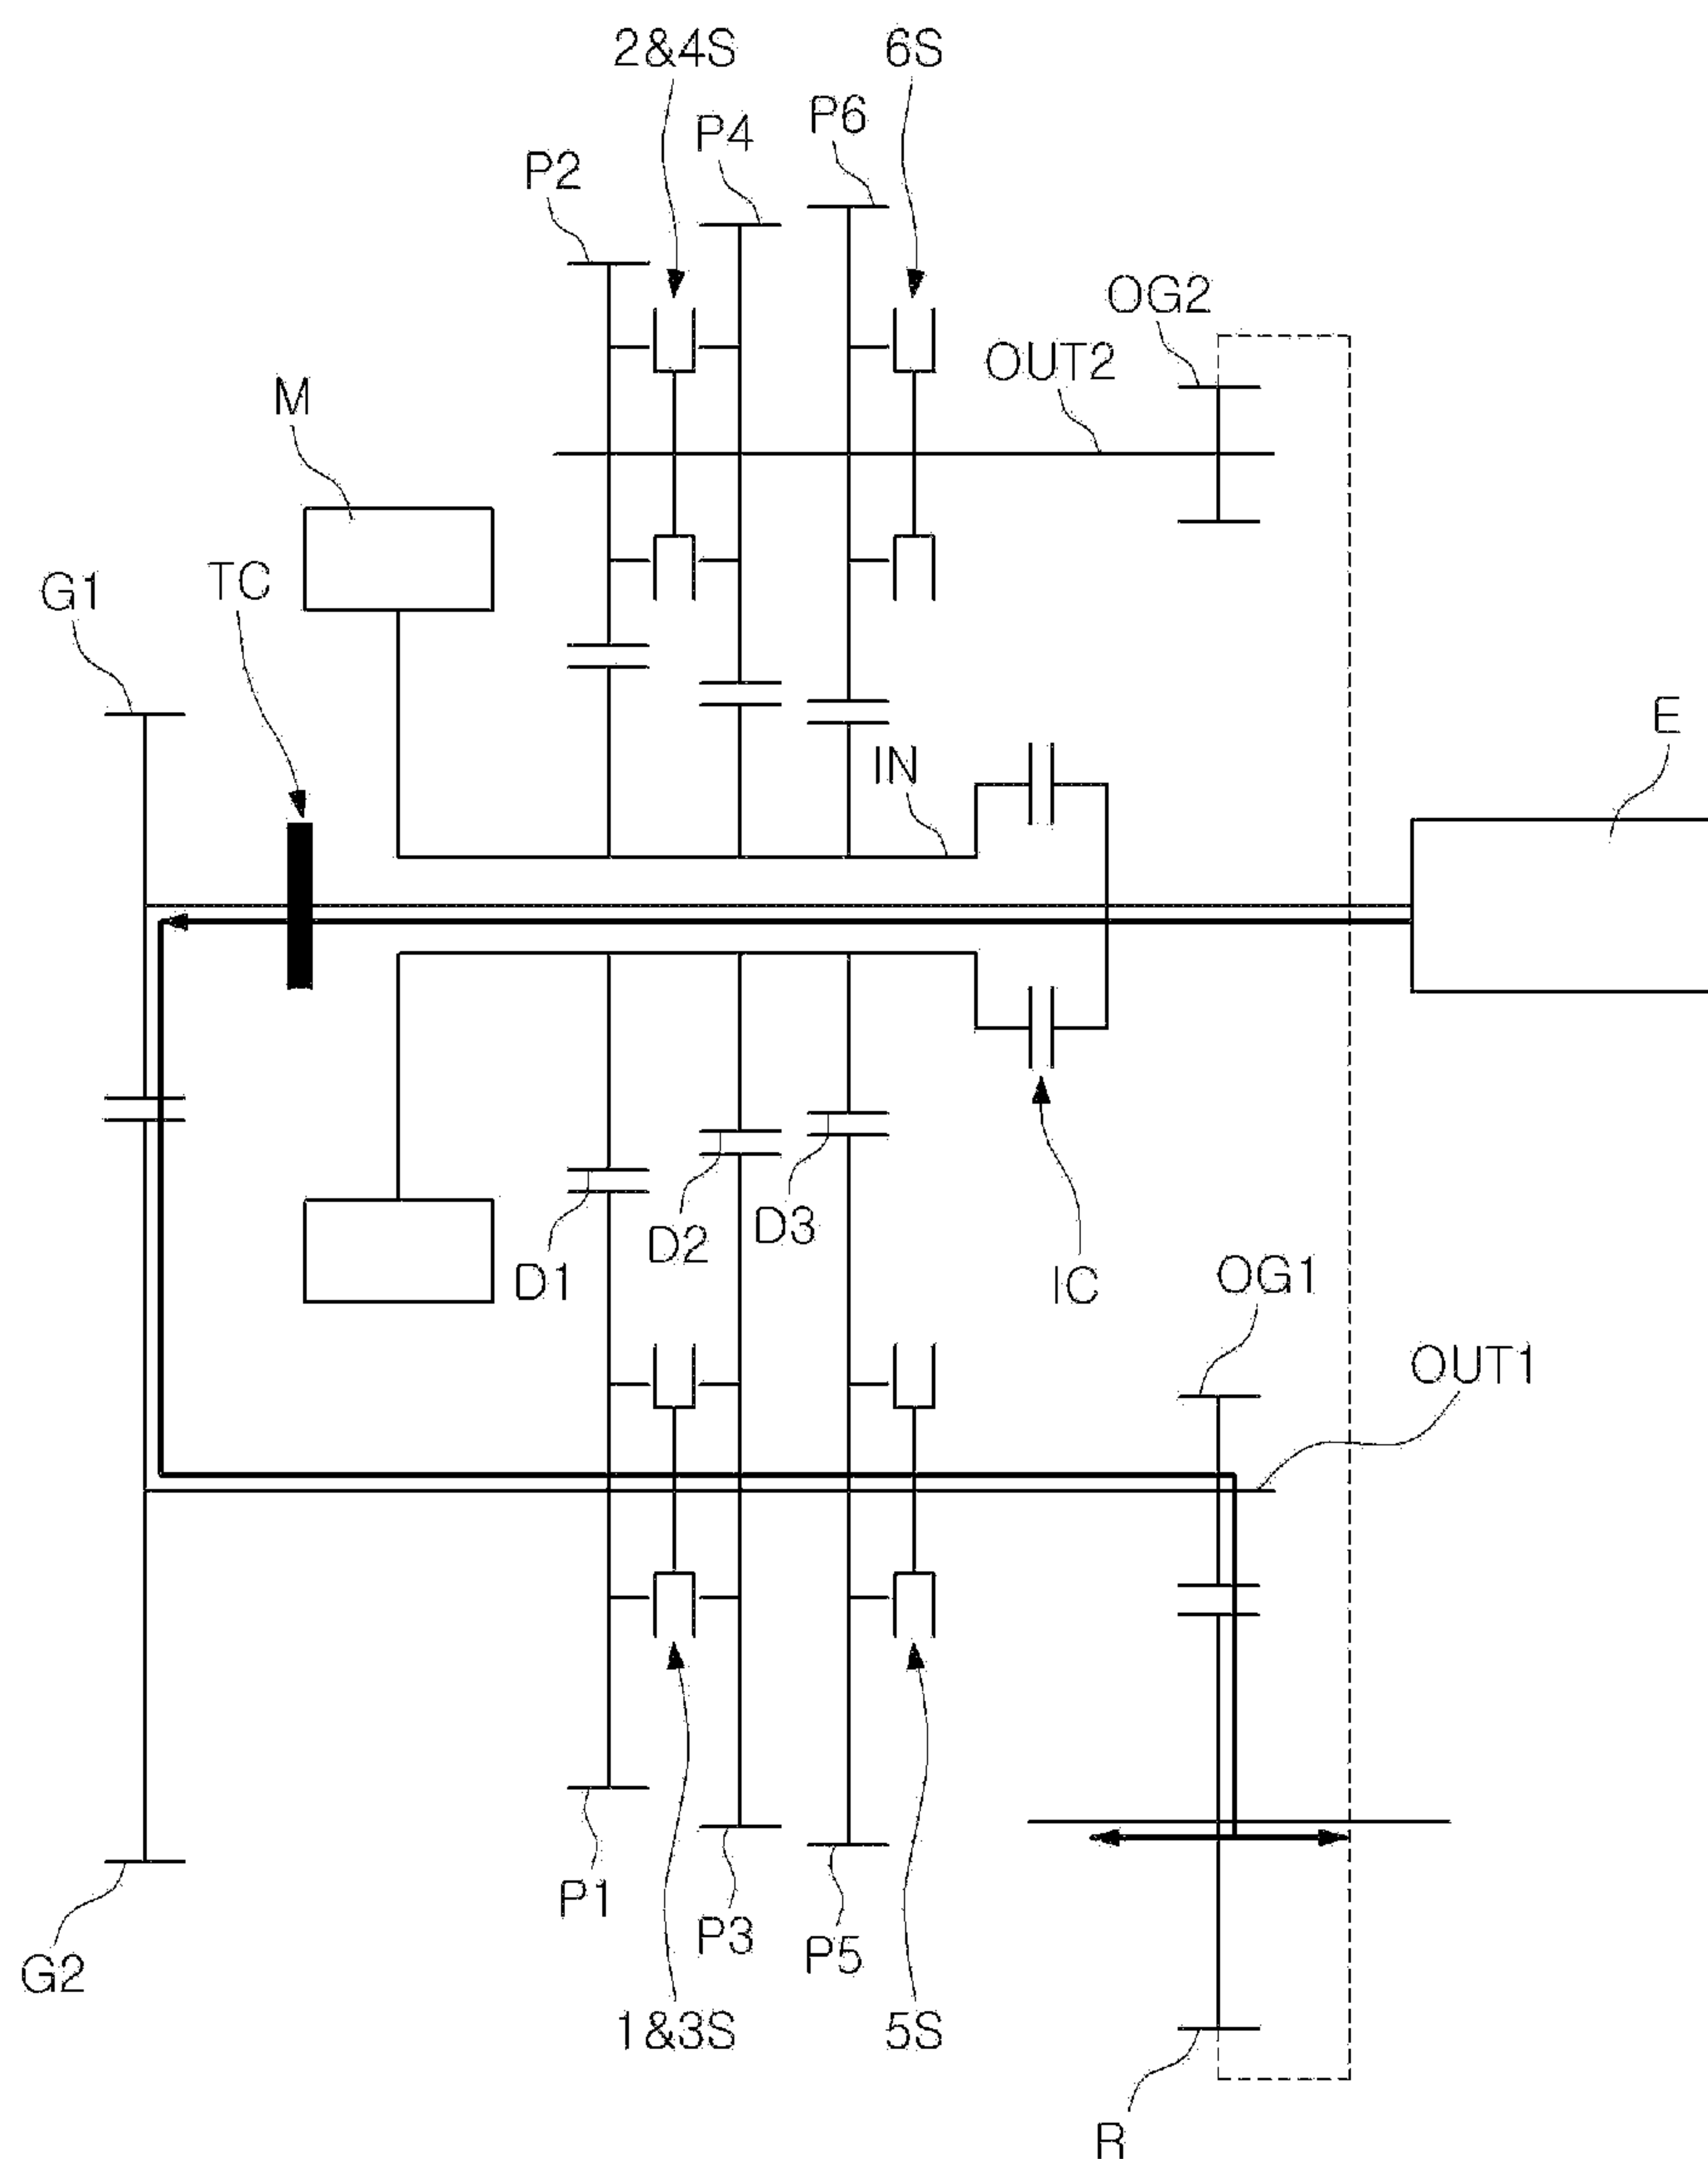 2&4S
6S
P6
P4
P2
OG2
OUT2
M
TC
G1
E
IN
D3
D2
D1
IC
OG1
OUT1
P1
P3
P5
G2
1&3S
5S
R